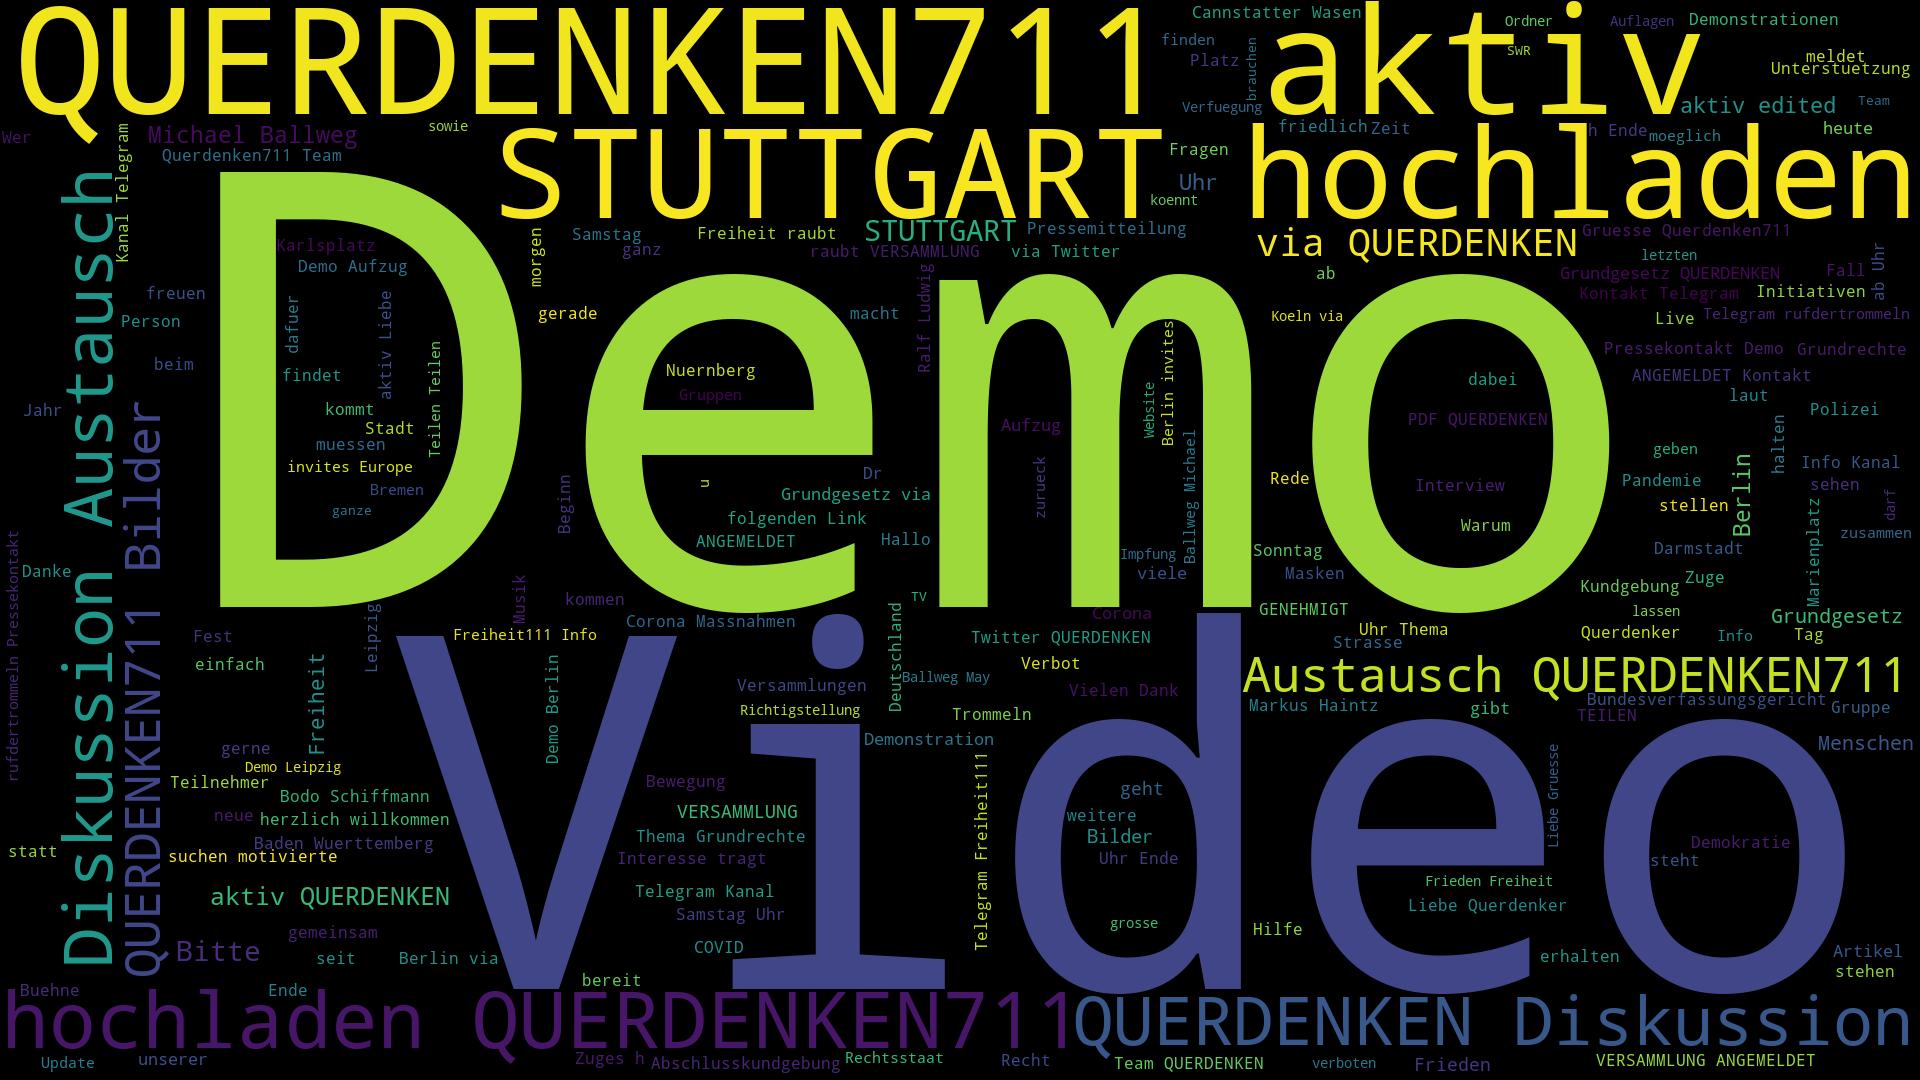 QUERDENKEN711 aktiv
Cannstatter Wasen
Ordner
Auflagen
Demonstrationen
finden
SWR
Platz
brauchen
meldet
Unterstuetzung
Verfuegung
aktiv edited
Team
Wer
Kanal Telegram
Michael Ballweg
sowie
STUTTGART hochladen
friedlich
Zeit
h Ende
moeglich
heute
Querdenken711 Team
Fragen
Uhr
koennt
Diskussion Austausch
Demo
morgen
Samstag
ganz
Freiheit raubt
STUTTGART
Pressemitteilung
raubt VERSAMMLUNG
via Twitter
via QUERDENKEN
Gruesse Querdenken711
letzten
Karlsplatz
Demo Aufzug
Ralf Ludwig
ab
Grundgesetz QUERDENKEN
Fall
ab Uhr
freuen
dafuer
aktiv Liebe
Kontakt Telegram
Initiativen
Person
gerade
macht
Koeln via
Live
Telegram rufdertrommeln
beim
findet
Teilen Teilen
Nuernberg
Gruppen
Berlin invites
Website
dabei
Pressekontakt Demo
Grundrechte
ANGEMELDET Kontakt
laut
Jahr
QUERDENKEN711 Bilder
kommt
Stadt
muessen
Aufzug
PDF QUERDENKEN
Polizei
halten
invites Europe
Bremen
ganze
Beginn
u
Dr
Grundgesetz via
zurueck
Ballweg Michael
Rede
Interview
geben
Pandemie
Berlin
Info Kanal
sehen
stellen
darf
folgenden Link
Warum
Marienplatz
zusammen
rufdertrommeln Pressekontakt
Danke
ANGEMELDET
Hallo
Impfung
viele
Sonntag
Masken
Darmstadt
Zuge
Kundgebung
Musik
kommen
TV
Corona
GENEHMIGT
lassen
Grundgesetz
Leipzig
Corona Massnahmen
Deutschland
Fest
Freiheit111 Info
Twitter QUERDENKEN
Uhr Thema
Strasse
Querdenker
Info
Tag
einfach
Freiheit
Demo Berlin
Video
Verbot
Versammlungen
Ballweg May
Vielen Dank
Austausch QUERDENKEN711
Richtigstellung
Trommeln
Markus Haintz
gibt
Bundesverfassungsgericht
TEILEN
Gruppe
gerne
Demonstration
Menschen
Demo Leipzig
Teilnehmer
Bewegung
Telegram Freiheit111
geht
Liebe Gruesse
Bodo Schiffmann
neue
herzlich willkommen
VERSAMMLUNG
weitere
Baden Wuerttemberg
Thema Grundrechte
Bilder
Demokratie
statt
suchen motivierte
Interesse tragt
Uhr Ende
steht
aktiv QUERDENKEN
Telegram Kanal
Frieden Freiheit
Samstag Uhr
Liebe Querdenker
gemeinsam
grosse
Hilfe
Bitte
seit
Berlin via
COVID
erhalten
Artikel
bereit
stehen
Buehne
Ende
hochladen QUERDENKEN711
QUERDENKEN Diskussion
Update
unserer
Zuges h
Abschlusskundgebung
Rechtsstaat
Recht
Team QUERDENKEN
verboten
Frieden
VERSAMMLUNG ANGEMELDET